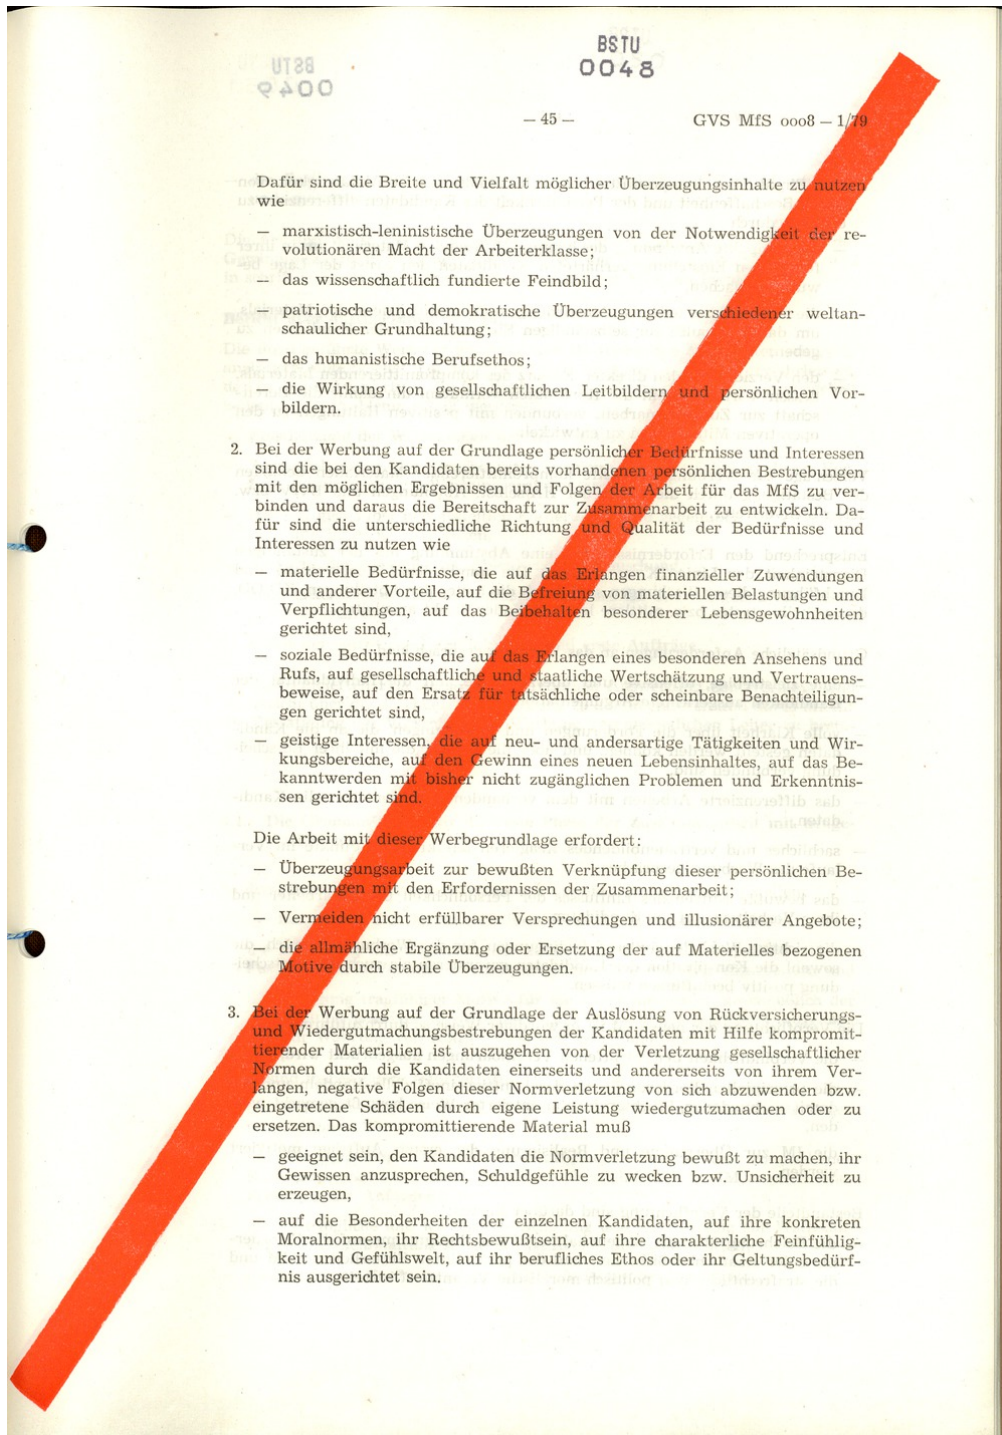 BSTU
0048
BSTU
0049
— 45 —
GVS MfS 0008 — 1/79
Dafür sind die Breite und Vielfalt möglicher Überzeugungsinhalte zu nutzen
wie
— marxistisch-leninistische Überzeugungen von der Notwendigkeit der re-
volutionären Macht der Arbeiterklasse;
— das wissenschaftlich fundierte Feindbild;
— patriotische und demokratische Überzeugungen verschiedener weltan-
schaulicher Grundhaltung;
— das humanistische Berufsethos;
— die Wirkung von gesellschaftlichen Leitbildern und persönlichen Vor-
bildern.
2. Bei der Werbung auf der Grundlage persönlicher Bedürfnisse und Interessen
sind die bei den Kandidaten bereits vorhandenen persönlichen Bestrebungen
mit den möglichen Ergebnissen und Folgen der Arbeit für das MfS zu ver-
binden und daraus die Bereitschaft zur Zusammenarbeit zu entwickeln. Da-
für sind die unterschiedliche Richtung und Qualität der Bedürfnisse und
Interessen zu nutzen wie
— materielle Bedürfnisse, die auf das Erlangen finanzieller Zuwendungen
und anderer Vorteile, auf die Befreiung von materiellen Belastungen und
Verpflichtungen, auf das Beibehalten besonderer Lebensgewohnheiten
gerichtet sind,
— soziale Bedürfnisse, die auf das Erlangen eines besonderen Ansehens und
Rufs, auf gesellschaftliche und staatliche Wertschätzung und Vertrauens-
beweise, auf den Ersatz für tatsächliche oder scheinbare Benachteiligun-
gen gerichtet sind,
— geistige Interessen, die auf neu- und andersartige Tätigkeiten und Wir-
kungsbereiche, auf den Gewinn eines neuen Lebensinhaltes, auf das Be-
kanntwerden mit bisher nicht zugänglichen Problemen und Erkenntnis-
sen gerichtet sind.
Die Arbeit mit dieser Werbegrundlage erfordert:
— Überzeugungsarbeit zur bewußten Verknüpfung dieser persönlichen Be-
strebungen mit den Erfordernissen der Zusammenarbeit;
— Vermeiden nicht erfüllbarer Versprechungen und illusionärer Angebote;
— die allmähliche Ergänzung oder Ersetzung der auf Materielles bezogenen
Motive durch stabile Überzeugungen.
3. Bei der Werbung auf der Grundlage der Auslösung von Rückversicherungs-
und Wiedergutmachungsbestrebungen der Kandidaten mit Hilfe kompromit-
tierender Materialien ist auszugehen von der Verletzung gesellschaftlicher
Normen durch die Kandidaten einerseits und andererseits von ihrem Ver-
langen, negative Folgen dieser Normverletzung von sich abzuwenden bzw.
eingetretene Schäden durch eigene Leistung wiedergutzumachen oder zu
ersetzen. Das kompromittierende Material muß
— geeignet sein, den Kandidaten die Normverletzung bewußt zu machen, ihr
Gewissen anzusprechen, Schuldgefühle zu wecken bzw. Unsicherheit zu
erzeugen,
— auf die Besonderheiten der einzelnen Kandidaten, auf ihre konkreten
Moralnormen, ihr Rechtsbewußtsein, auf ihre charakterliche Feinfühlig-
keit und Gefühlswelt, auf ihr berufliches Ethos oder ihr Geltungsbedürf-
nis ausgerichtet sein.